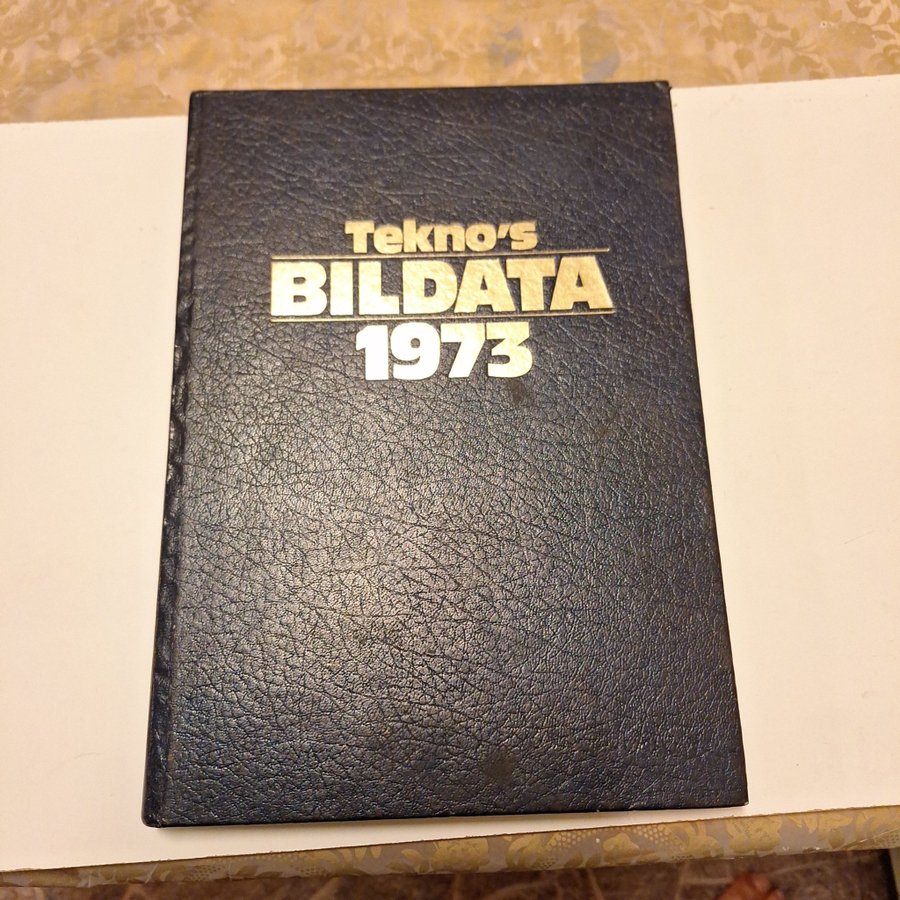 Tekno's
BILDATA
1973